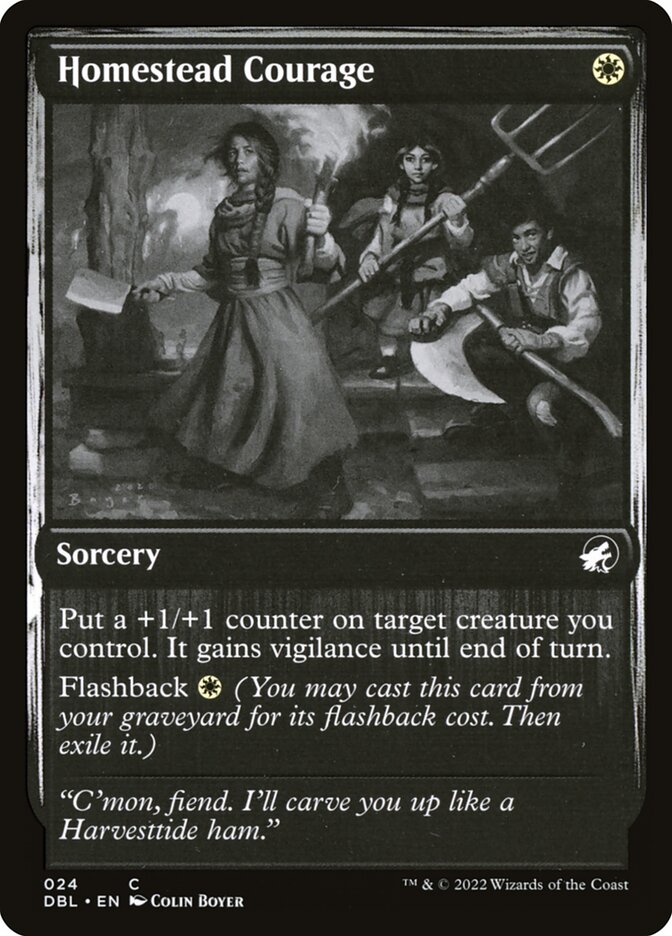 Homestead Courage
2020
Boyer
Sorcery
Put a +1/+1 counter on target creature you
control. It gains vigilance until end of turn.
Flashback (You may cast this card from
your graveyard for its flashback cost. Then
exile it.)
“C’mon, fiend. I’ll carve you up like a
Harvesttide ham.”
024 C
DBL • EN Colin Boyer
™ & © 2022 Wizards of the Coast